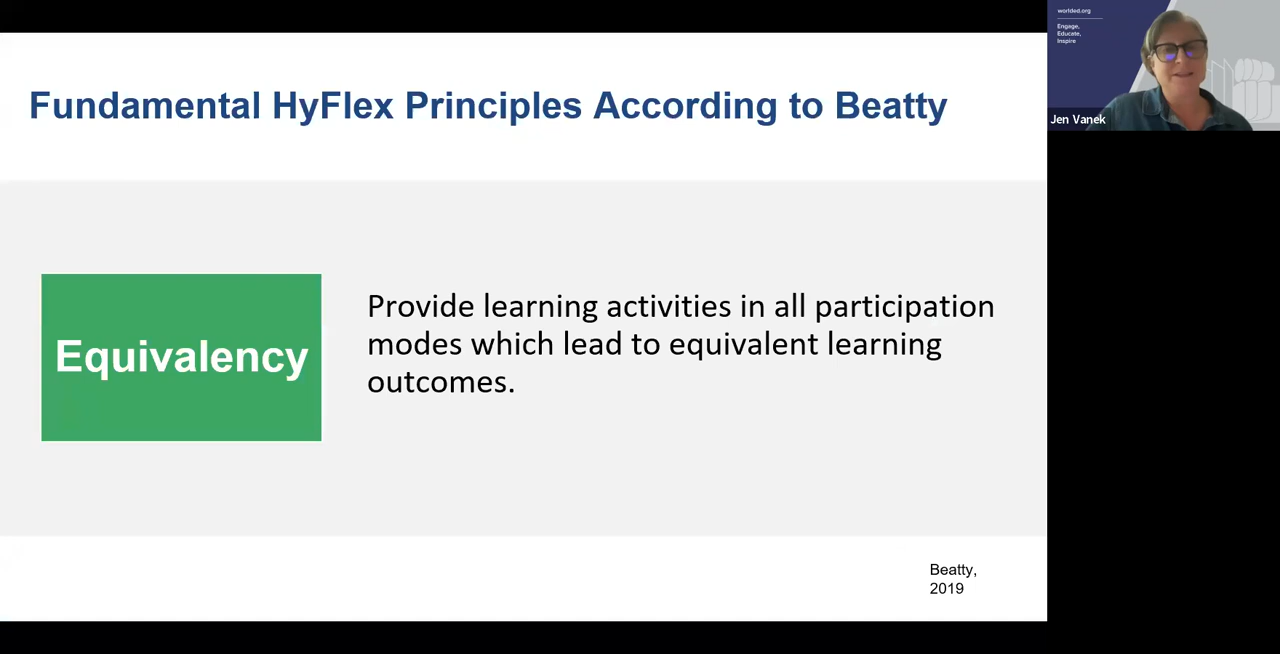 Fundamental HyFlex Principles According to Beatty
worlded.org
Engage,
Educate,
Inspire
Jen Vanek
Equivalency
Provide learning activities in all participation
modes which lead to equivalent learning
outcomes.
Beatty,
2019